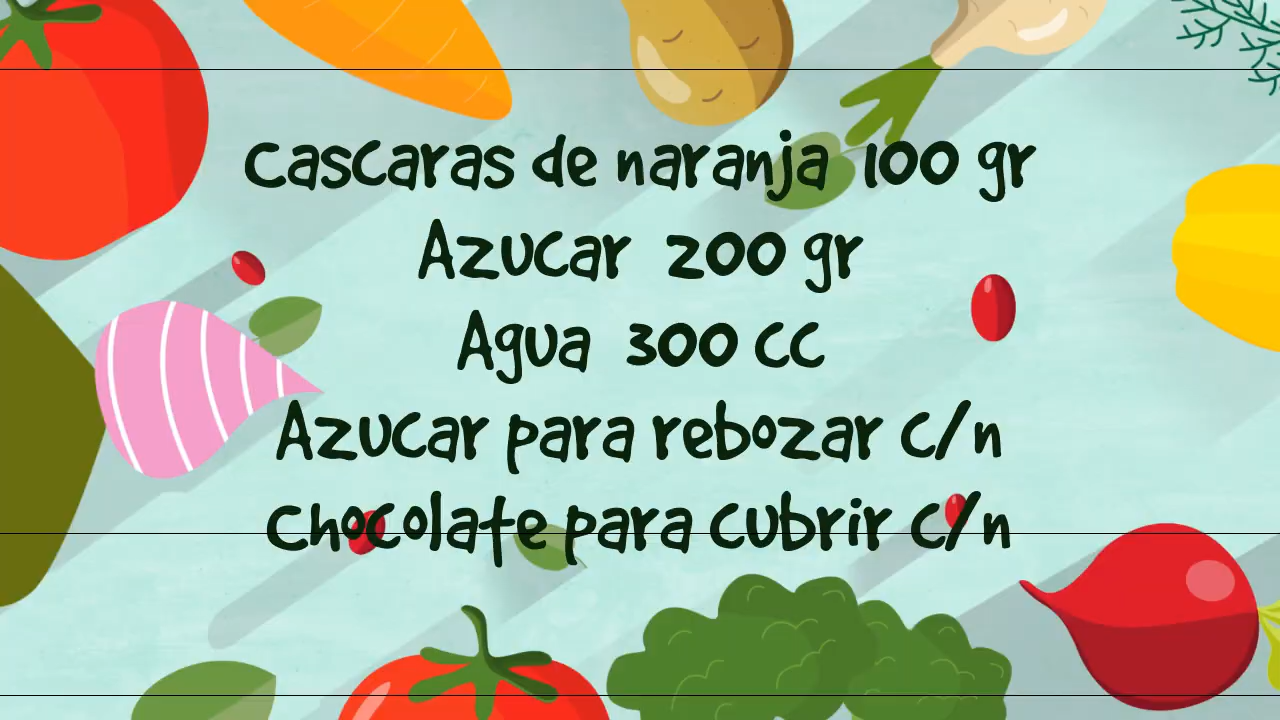 Cascaras de naranja 100 gr
Azucar 200 gr
Agua 300 CC
Azucar para rebozar c/n
Chocolate para cubrir c/n